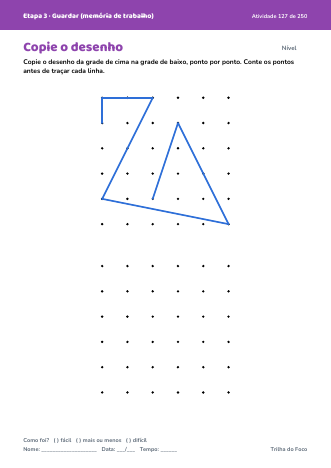 Etapa 3 · Guardar (memória de trabalho)
Atividade 127 de 250
Copie o desenho
Nível
Copie o desenho da grade de cima na grade de baixo, ponto por ponto. Conte os pontos
antes de traçar cada linha.
Como foi? ( ) fácil ( ) mais ou menos ( ) difícil
Nome: ____________________ Data: ___/___ Tempo: ______
Trilha do Foco